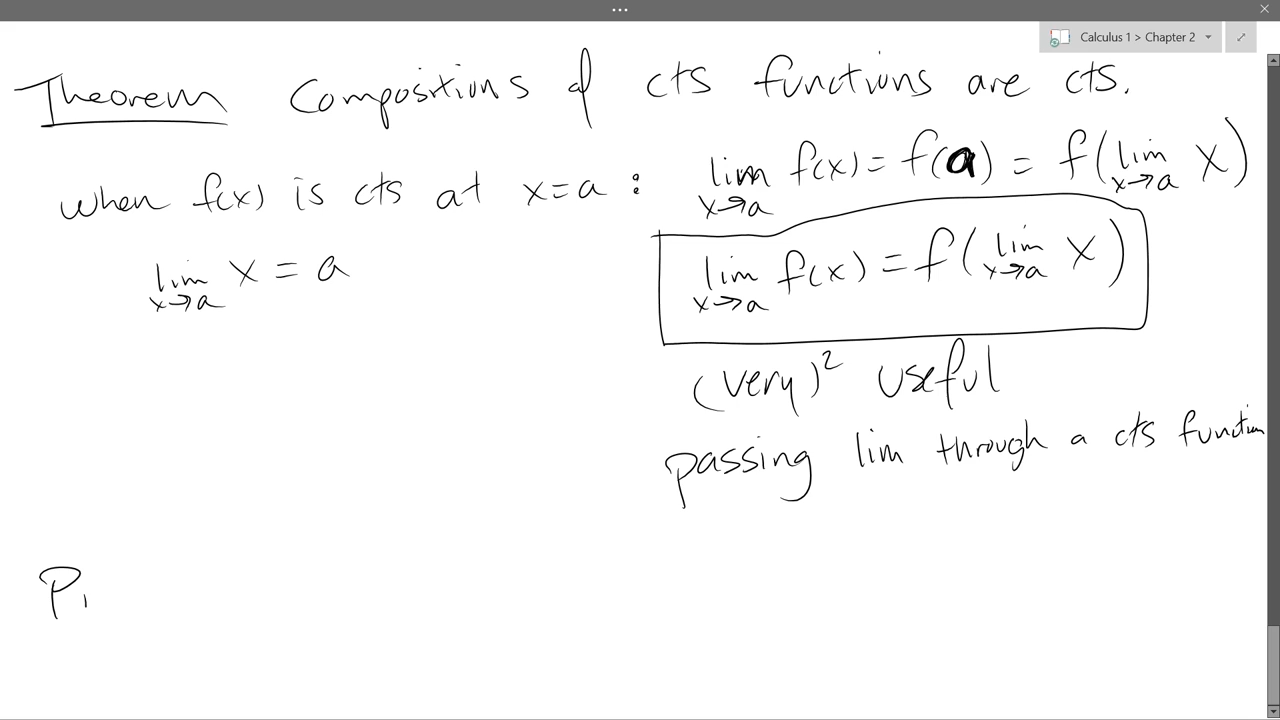 Calculus 1 > Chapter 2
Theorem Compositions of cts functions are cts.
when f(x) is cts at x=a : lim x→a f(x) = f(a) = f(lim x→a x)
lim x→a x = a
lim x→a f(x) = f(lim x→a x)
(very)² useful
passing lim through a cts function